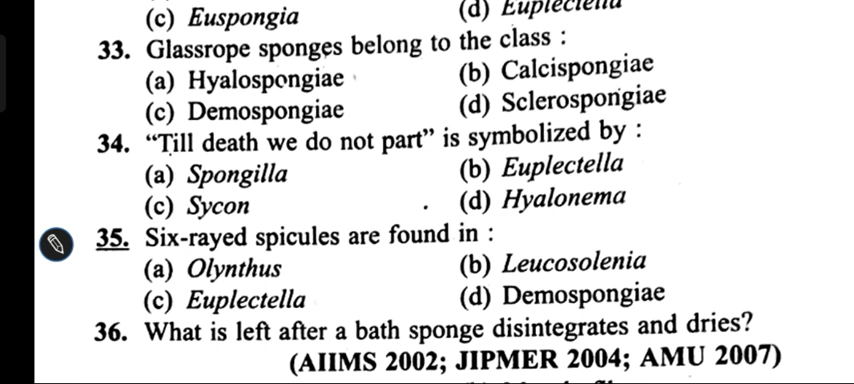 (c) Euspongia (d) Euplectella
33. Glassrope sponges belong to the class :
(a) Hyalospongiae (b) Calcispongiae
(c) Demospongiae (d) Sclerospongiae
34. “Till death we do not part” is symbolized by :
(a) Spongilla (b) Euplectella
(c) Sycon (d) Hyalonema
35. Six-rayed spicules are found in :
(a) Olynthus (b) Leucosolenia
(c) Euplectella (d) Demospongiae
36. What is left after a bath sponge disintegrates and dries?
(AIIMS 2002; JIPMER 2004; AMU 2007)